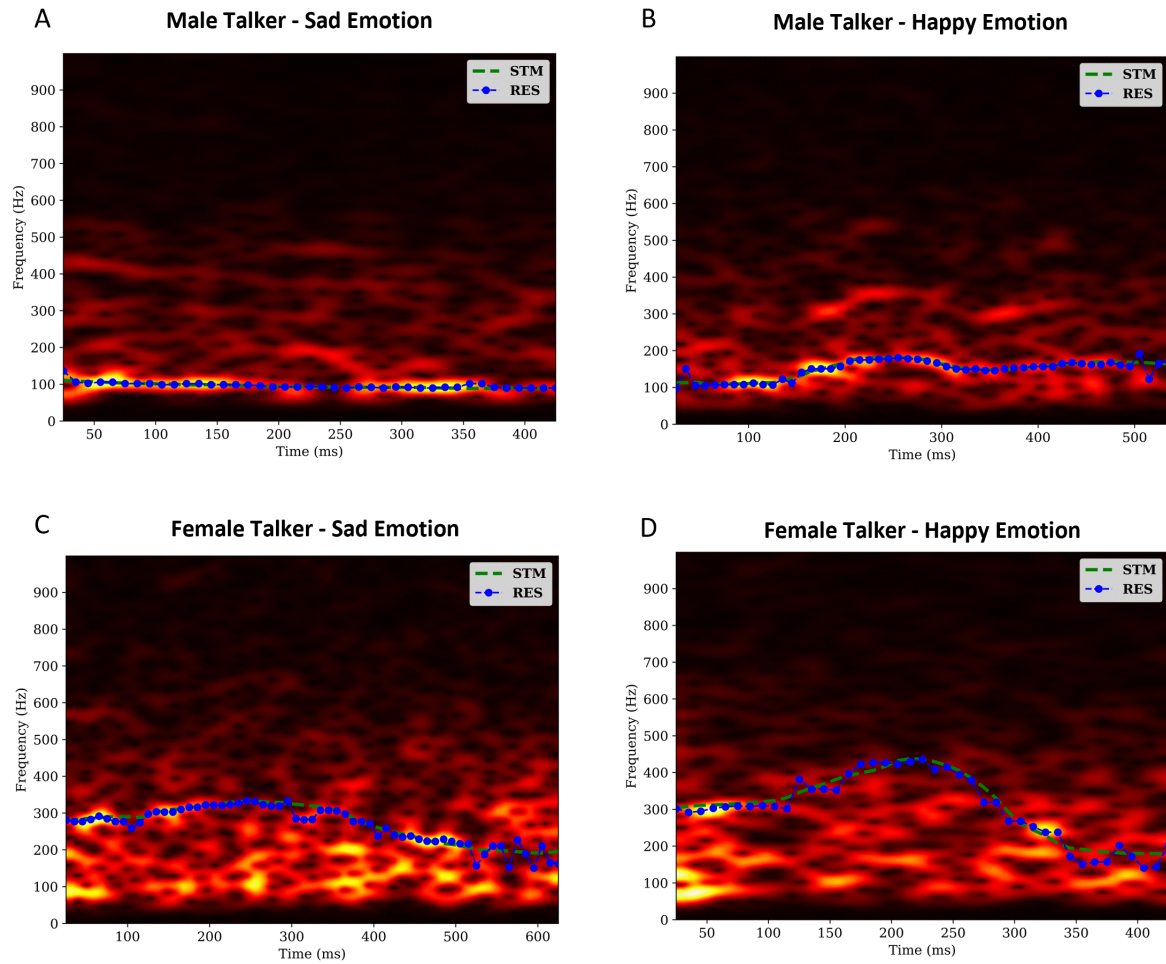 A
Male Talker - Sad Emotion
STM
RES
Frequency (Hz)
900
800
700
600
500
400
300
200
100
0
50 100 150 200 250 300 350 400
Time (ms)
B
Male Talker - Happy Emotion
STM
RES
Frequency (Hz)
900
800
700
600
500
400
300
200
100
0
100 200 300 400 500
Time (ms)
C
Female Talker - Sad Emotion
STM
RES
Frequency (Hz)
900
800
700
600
500
400
300
200
100
0
100 200 300 400 500 600
Time (ms)
D
Female Talker - Happy Emotion
STM
RES
Frequency (Hz)
900
800
700
600
500
400
300
200
100
0
50 100 150 200 250 300 350 400
Time (ms)